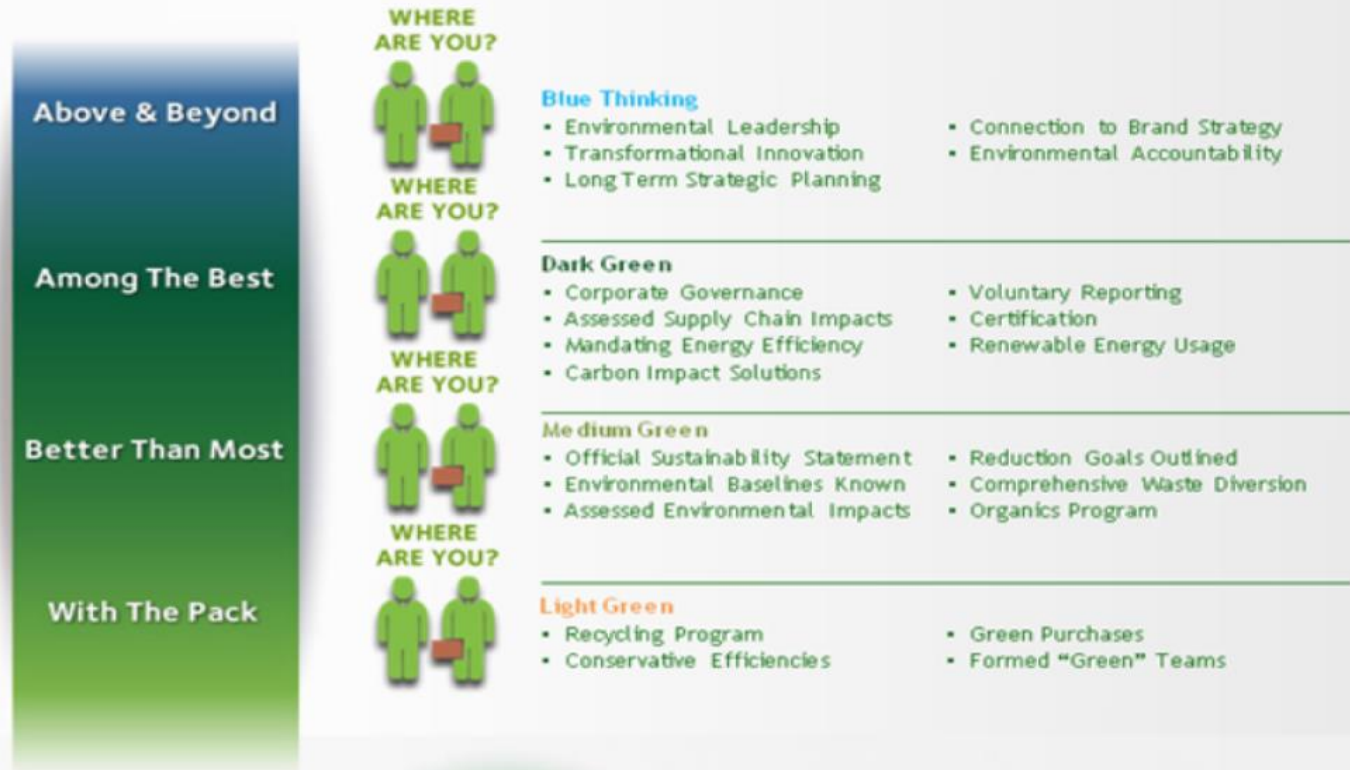 WHERE
ARE YOU?
Above & Beyond
Blue Thinking
▪ Environmental Leadership
▪ Transformational Innovation
▪ Long Term Strategic Planning
▪ Connection to Brand Strategy
▪ Environmental Accountability
WHERE
ARE YOU?
Among The Best
Dark Green
▪ Corporate Governance
▪ Assessed Supply Chain Impacts
▪ Mandating Energy Efficiency
▪ Carbon Impact Solutions
▪ Voluntary Reporting
▪ Certification
▪ Renewable Energy Usage
WHERE
ARE YOU?
Better Than Most
Medium Green
▪ Official Sustainability Statement
▪ Environmental Baselines Known
▪ Assessed Environmental Impacts
▪ Reduction Goals Outlined
▪ Comprehensive Waste Diversion
▪ Organics Program
WHERE
ARE YOU?
With The Pack
Light Green
▪ Recycling Program
▪ Conservative Efficiencies
▪ Green Purchases
▪ Formed “Green” Teams